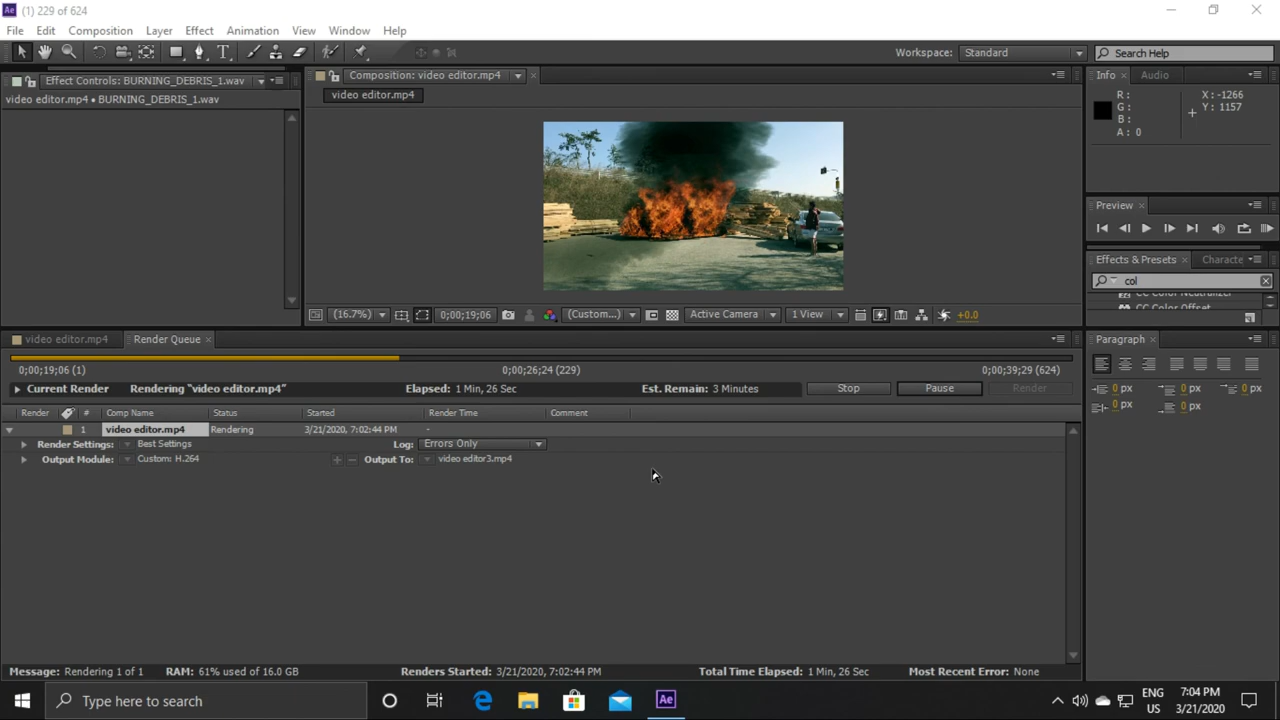 Ae (1) 229 of 624
File Edit Composition Layer Effect Animation View Window Help
Workspace: Standard Search Help
Effect Controls: BURNING_DEBRIS_1.wav
video editor.mp4 • BURNING_DEBRIS_1.wav
Composition: video editor.mp4
video editor.mp4
Info Audio
R:
G:
B:
A: 0
X: -1266
Y: 1157
Preview
Effects & Presets Characte
col
CC Color Neutralizer
CC Color Offset
(16.7%) 0;00;19;06 (Custom...) Active Camera 1 View +0.0
video editor.mp4 Render Queue
Paragraph
0;00;19;06 (1) 0;00;26;24 (229) 0;00;39;29 (624)
0 px 0 px 0 px
0 px 0 px
Current Render Rendering "video editor.mp4" Elapsed: 1 Min, 26 Sec Est. Remain: 3 Minutes Stop Pause Render
Render # Comp Name Status Started Render Time Comment
1 video editor.mp4 Rendering 3/21/2020, 7:02:44 PM -
Render Settings: Best Settings Log: Errors Only
Output Module: Custom: H.264 Output To: video editor3.mp4
Message: Rendering 1 of 1 RAM: 61% used of 16.0 GB Renders Started: 3/21/2020, 7:02:44 PM Total Time Elapsed: 1 Min, 26 Sec Most Recent Error: None
Type here to search Ae
ENG
US
7:04 PM
3/21/2020